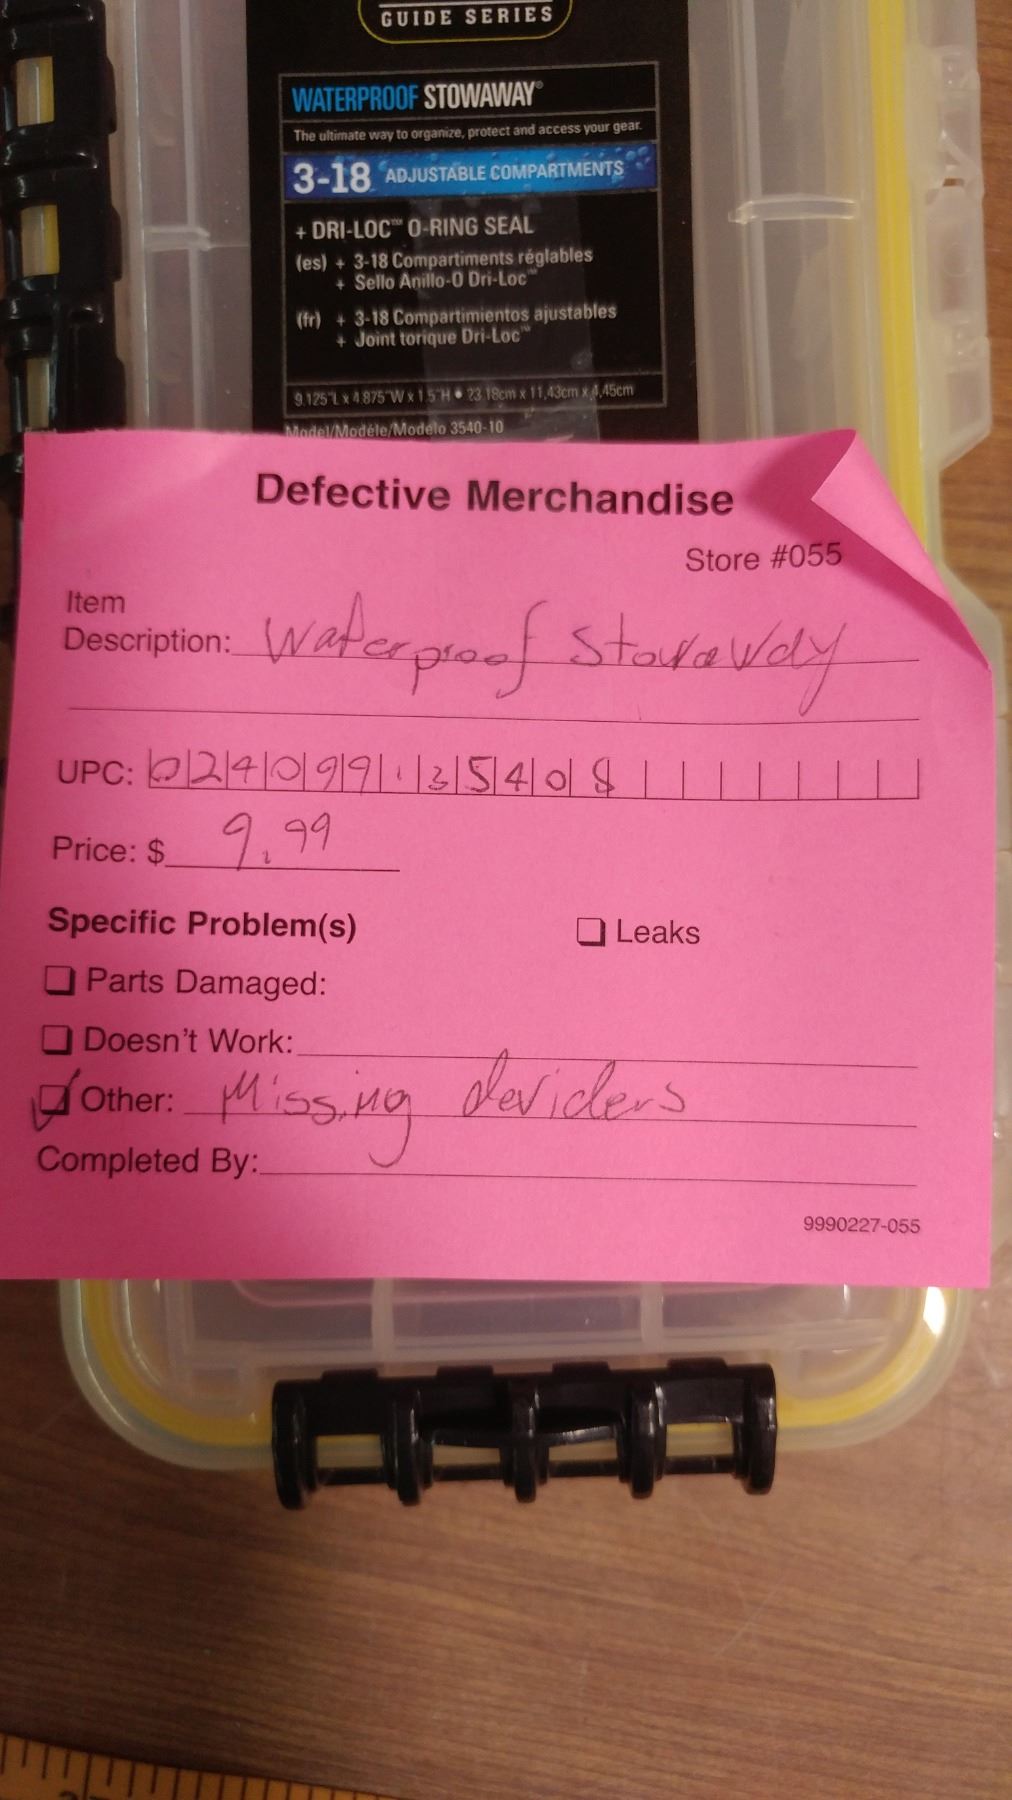 GUIDE SERIES
WATERPROOF STOWAWAY®
The ultimate way to organize, protect and access your gear.
3-18 ADJUSTABLE COMPARTMENTS
+ DRI-LOC™ O-RING SEAL
(es) + 3-18 Compartiments réglables
+ Sello Anillo-O Dri-Loc™
(fr) + 3-18 Compartimientos ajustables
+ Joint torique Dri-Loc™
9.125"L x 4.875"W x 1.5"H • 23.18cm x 11,43cm x 4,45cm
Model/Modéle/Modelo 3540-10
Defective Merchandise
Store #055
Item
Description: Waterproof Stowaway
UPC: 024099135408
Price: $ 9.99
Specific Problem(s)
❏ Leaks
❏ Parts Damaged:
❏ Doesn't Work:
❏ Other: Missing deviders
Completed By:
9990227-055